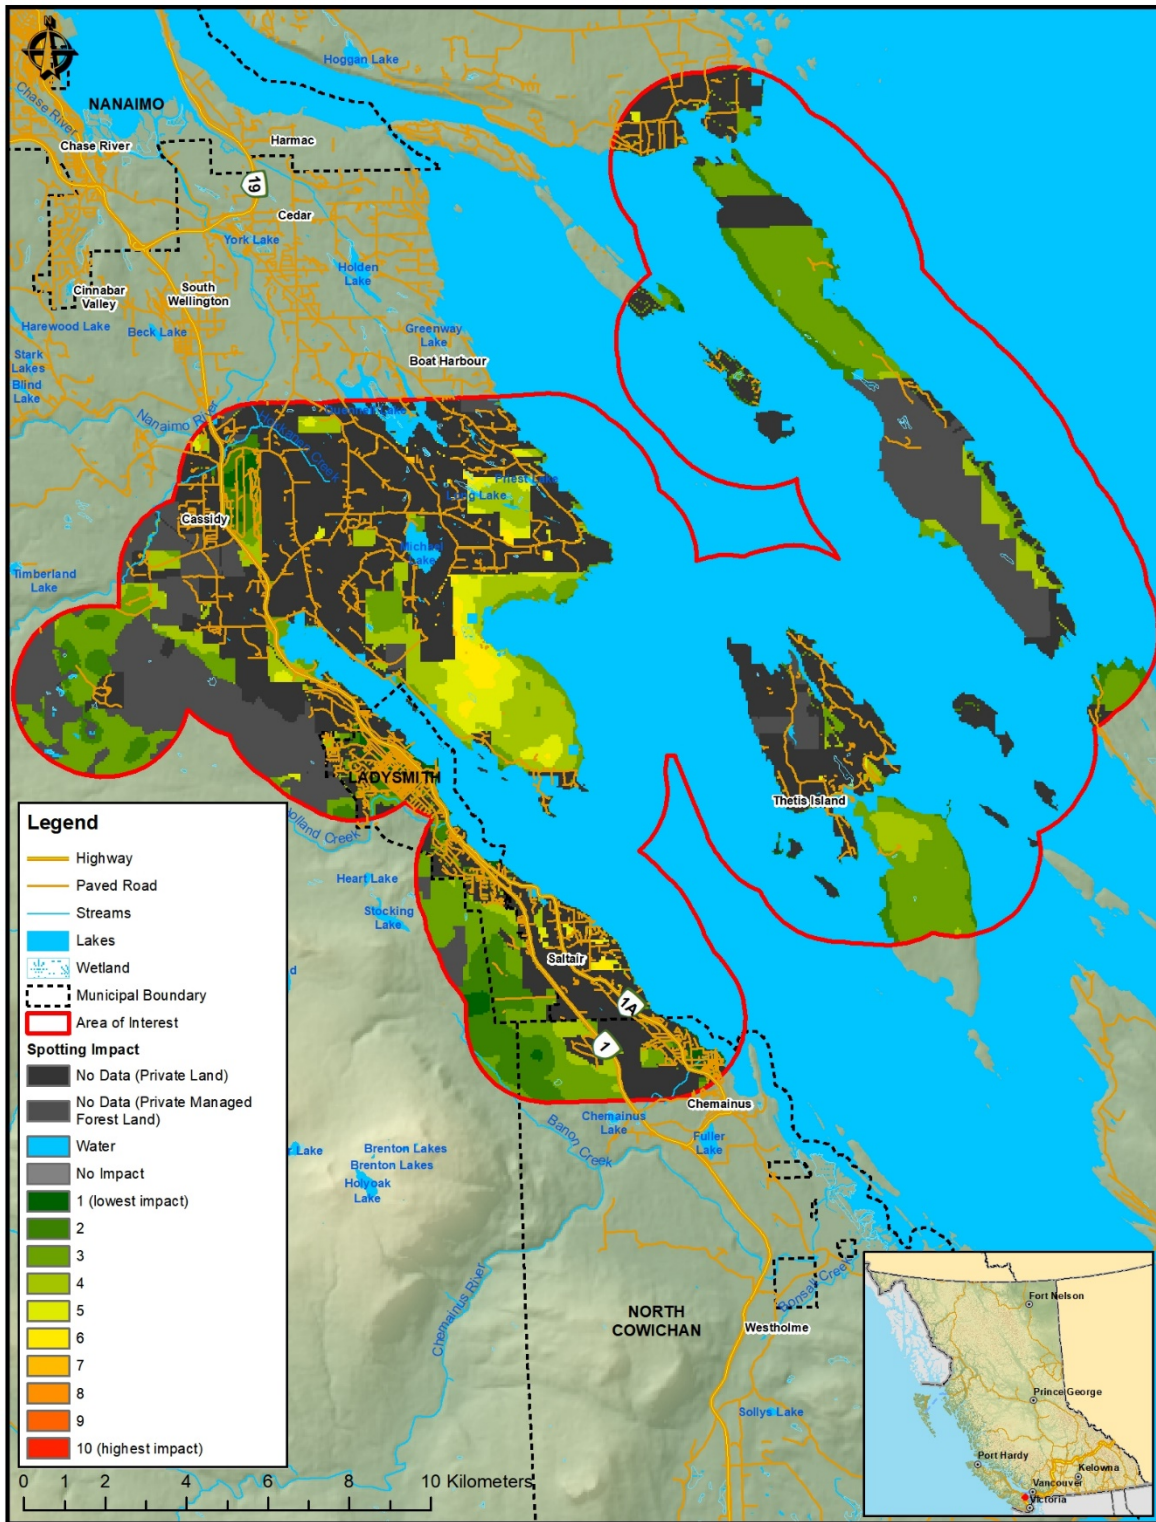 Hoggan Lake
Chase River
NANAIMO
Chase River
Harmac
19
Cedar
York Lake
Holden
Lake
South
Wellington
Cinnabar
Valley
Harewood Lake
Beck Lake
Greenway
Lake
Stark
Lakes
Boat Harbour
Blind
Lake
Nanaimo River
Quennell Lake
Priest Lake
Long Lake
Cassidy
Michael
Lake
Timberland
Lake
LADYSMITH
Thetis Island
Holland Creek
Heart Lake
Stocking
Lake
Saltair
1A
1
Chemainus
Chemainus
Lake
Fuller
Lake
Banon Creek
Brenton Lakes
Brenton Lakes
Holyoak
Lake
Chemainus River
Bonsall Creek
NORTH
COWICHAN
Westholme
Sollys Lake
Legend
Highway
Paved Road
Streams
Lakes
Wetland
Municipal Boundary
Area of Interest
Spotting Impact
No Data (Private Land)
No Data (Private Managed
Forest Land)
Water
No Impact
1 (lowest impact)
2
3
4
5
6
7
8
9
10 (highest impact)
0 1 2 4 6 8 10 Kilometers
Fort Nelson
Prince George
Port Hardy
Kelowna
Vancouver
Victoria